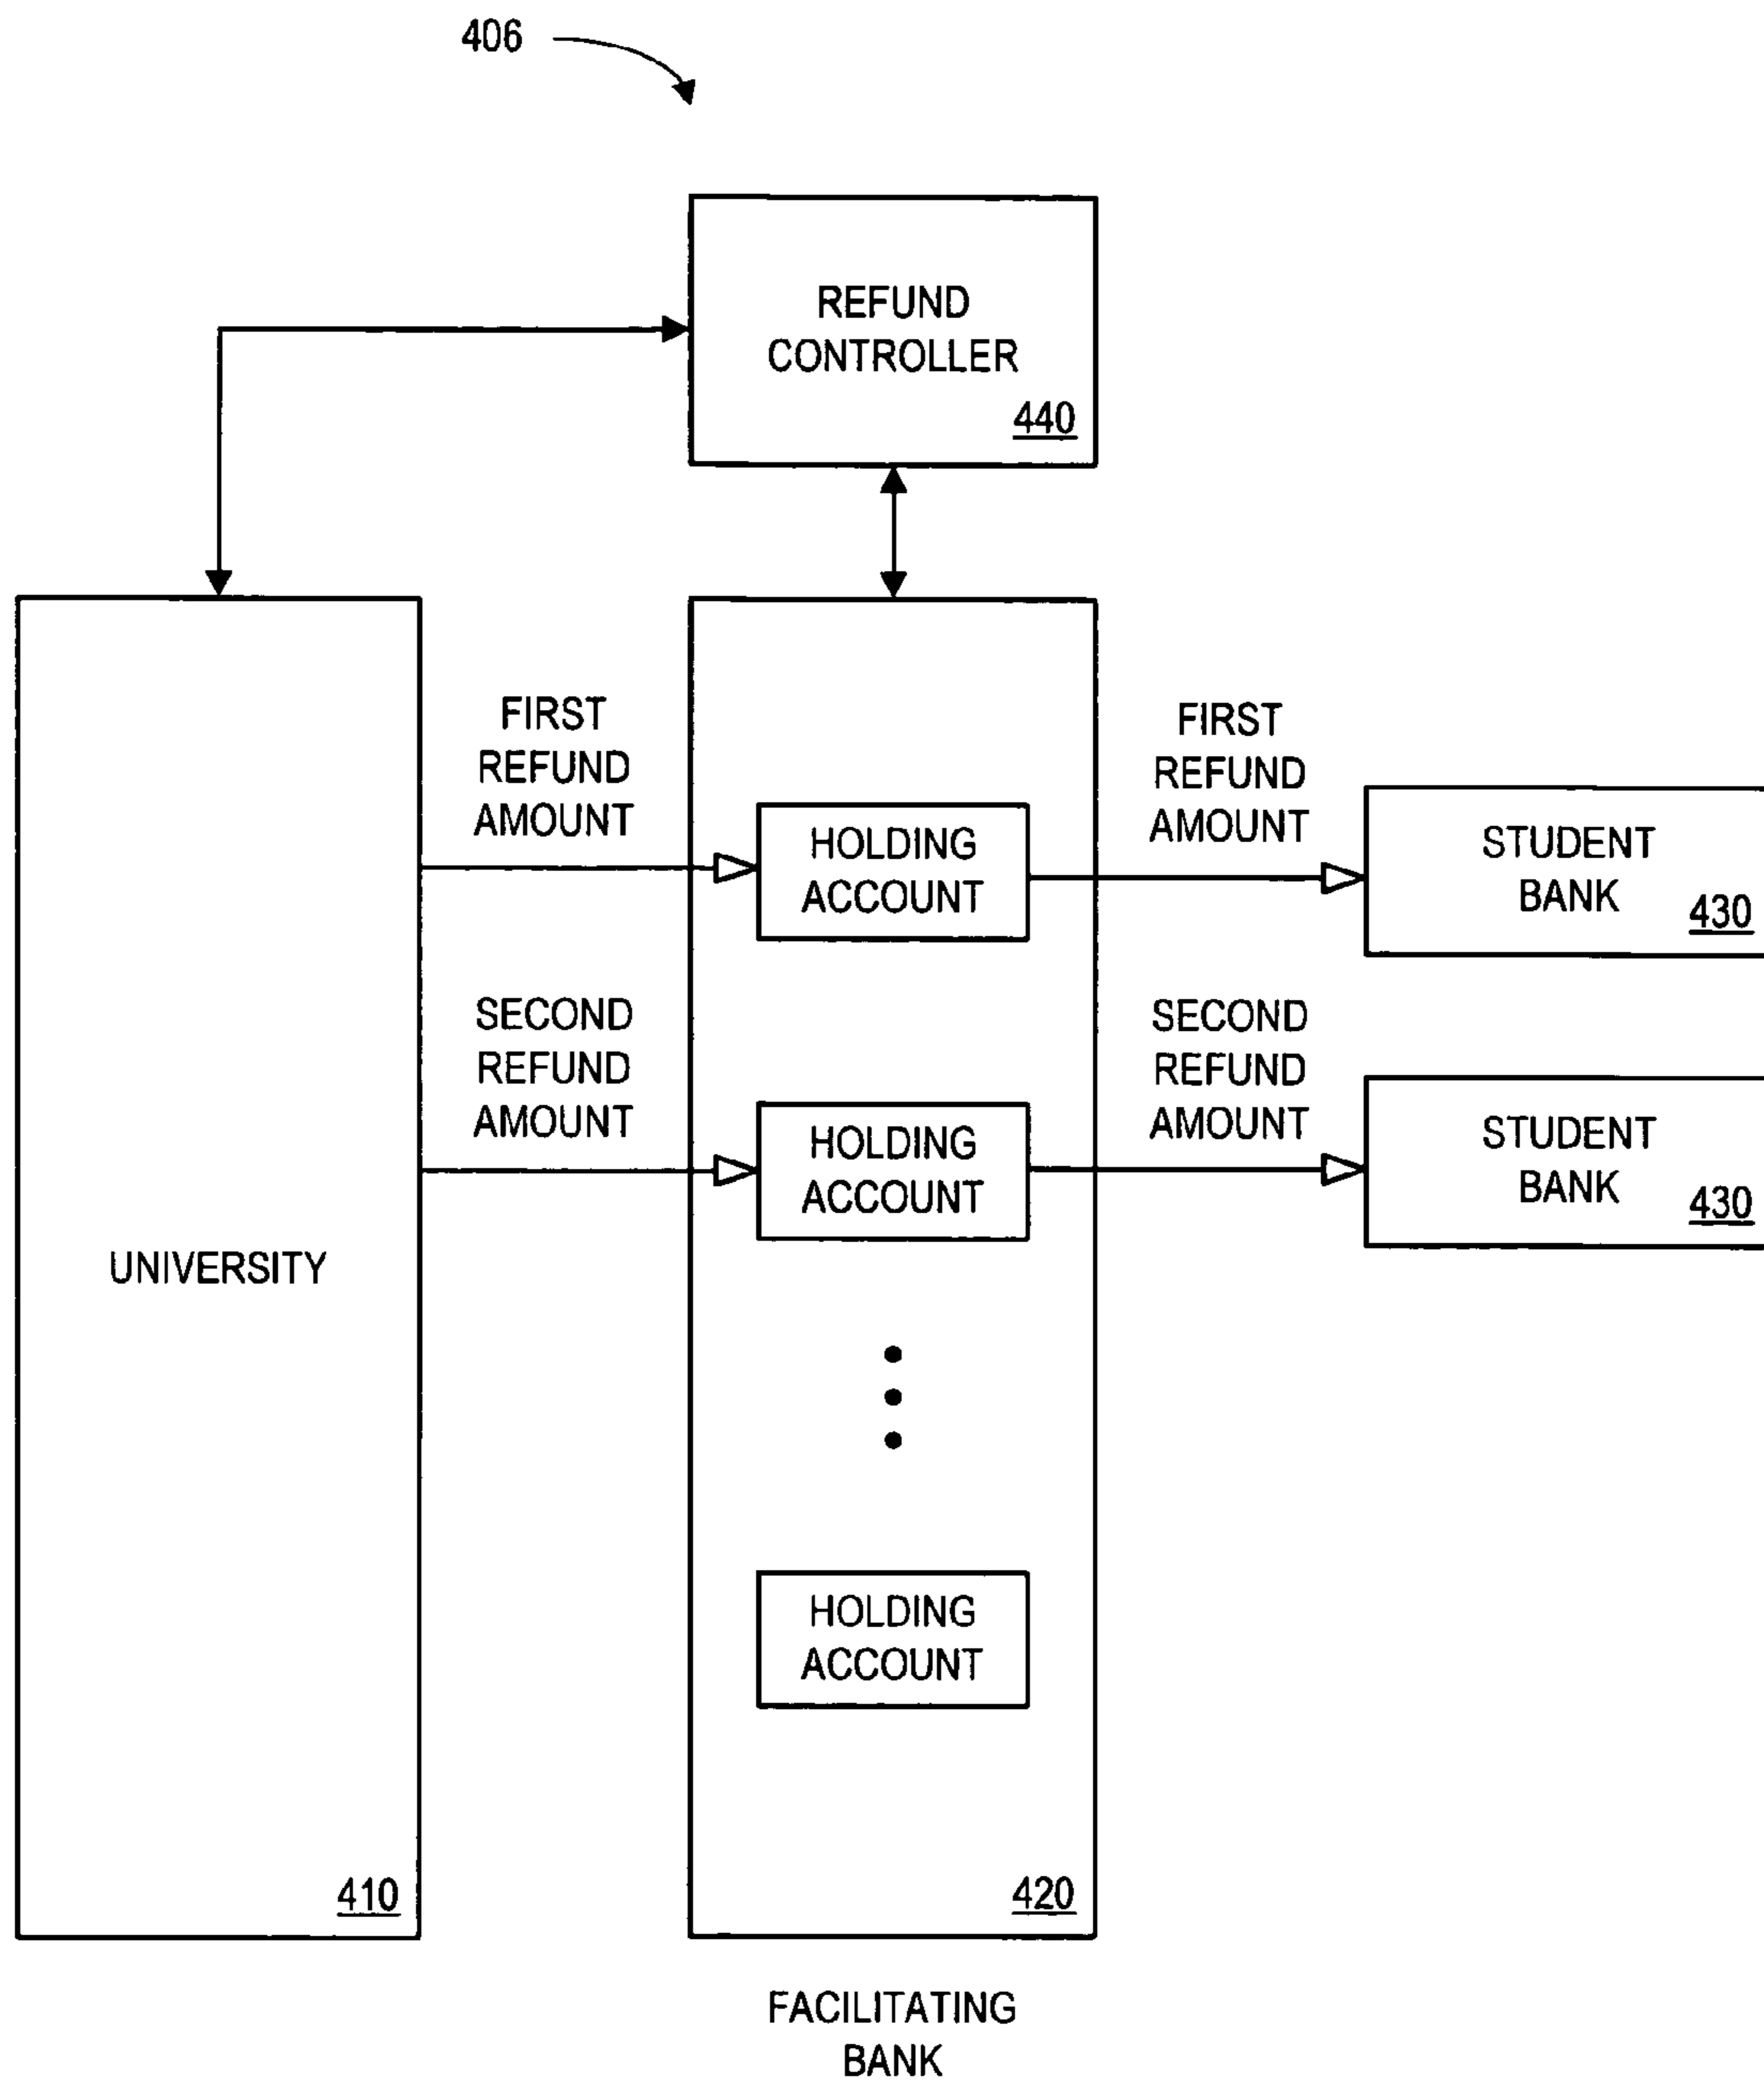 406
REFUND
CONTROLLER
440
FIRST
REFUND
AMOUNT
FIRST
REFUND
AMOUNT
HOLDING
ACCOUNT
STUDENT
BANK
430
SECOND
REFUND
AMOUNT
SECOND
REFUND
AMOUNT
HOLDING
ACCOUNT
STUDENT
BANK
430
UNIVERSITY
HOLDING
ACCOUNT
410
420
FACILITATING
BANK